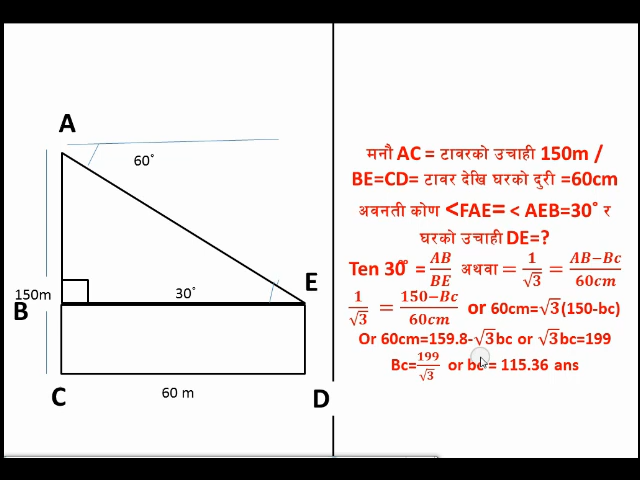 A
60°
E
150m
30°
B
C
60 m
D
मनौ AC = टावरको उचाही 150m /
BE=CD= टावर देखि घरको दुरी =60cm
अवनती कोण <FAE= < AEB=30° र
घरको उचाही DE=?
Ten 30° = AB/BE अथवा = 1/√3 = AB−Bc/60cm
1/√3 = 150−Bc/60cm or 60cm=√3(150-bc)
Or 60cm=159.8-√3bc or √3bc=199
Bc=199/√3 or bc= 115.36 ans